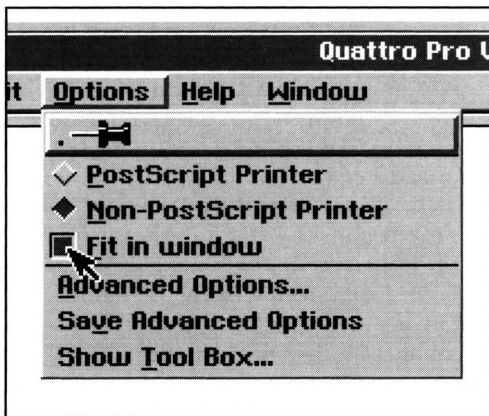 Quattro Pro
it Options Help Window
PostScript Printer
Non-PostScript Printer
Fit in window
Advanced Options...
Save Advanced Options
Show Tool Box...